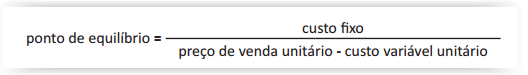 custo fixo
ponto de equilíbrio =
preço de venda unitário - custo variável unitário